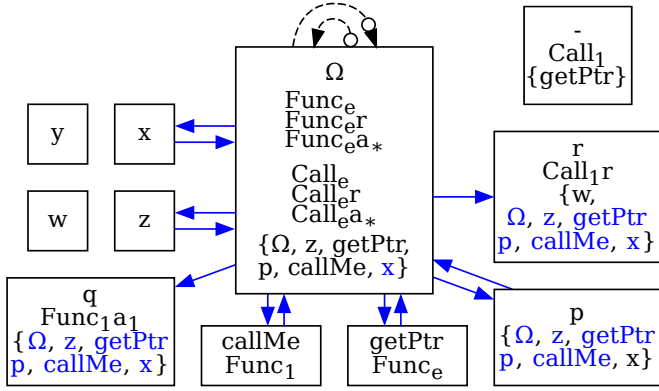 -
Call₁
{getPtr}
Ω
Funcₑ
Funcₑr
Funcₑa*
Callₑ
Callₑr
Callₑa*
{Ω, z, getPtr,
p, callMe, x}
y
x
w
z
r
Call₁r
{w,
Ω, z, getPtr
p, callMe, x}
q
Func₁a₁
{Ω, z, getPtr
p, callMe, x}
callMe
Func₁
getPtr
Funcₑ
p
{Ω, z, getPtr
p, callMe, x}